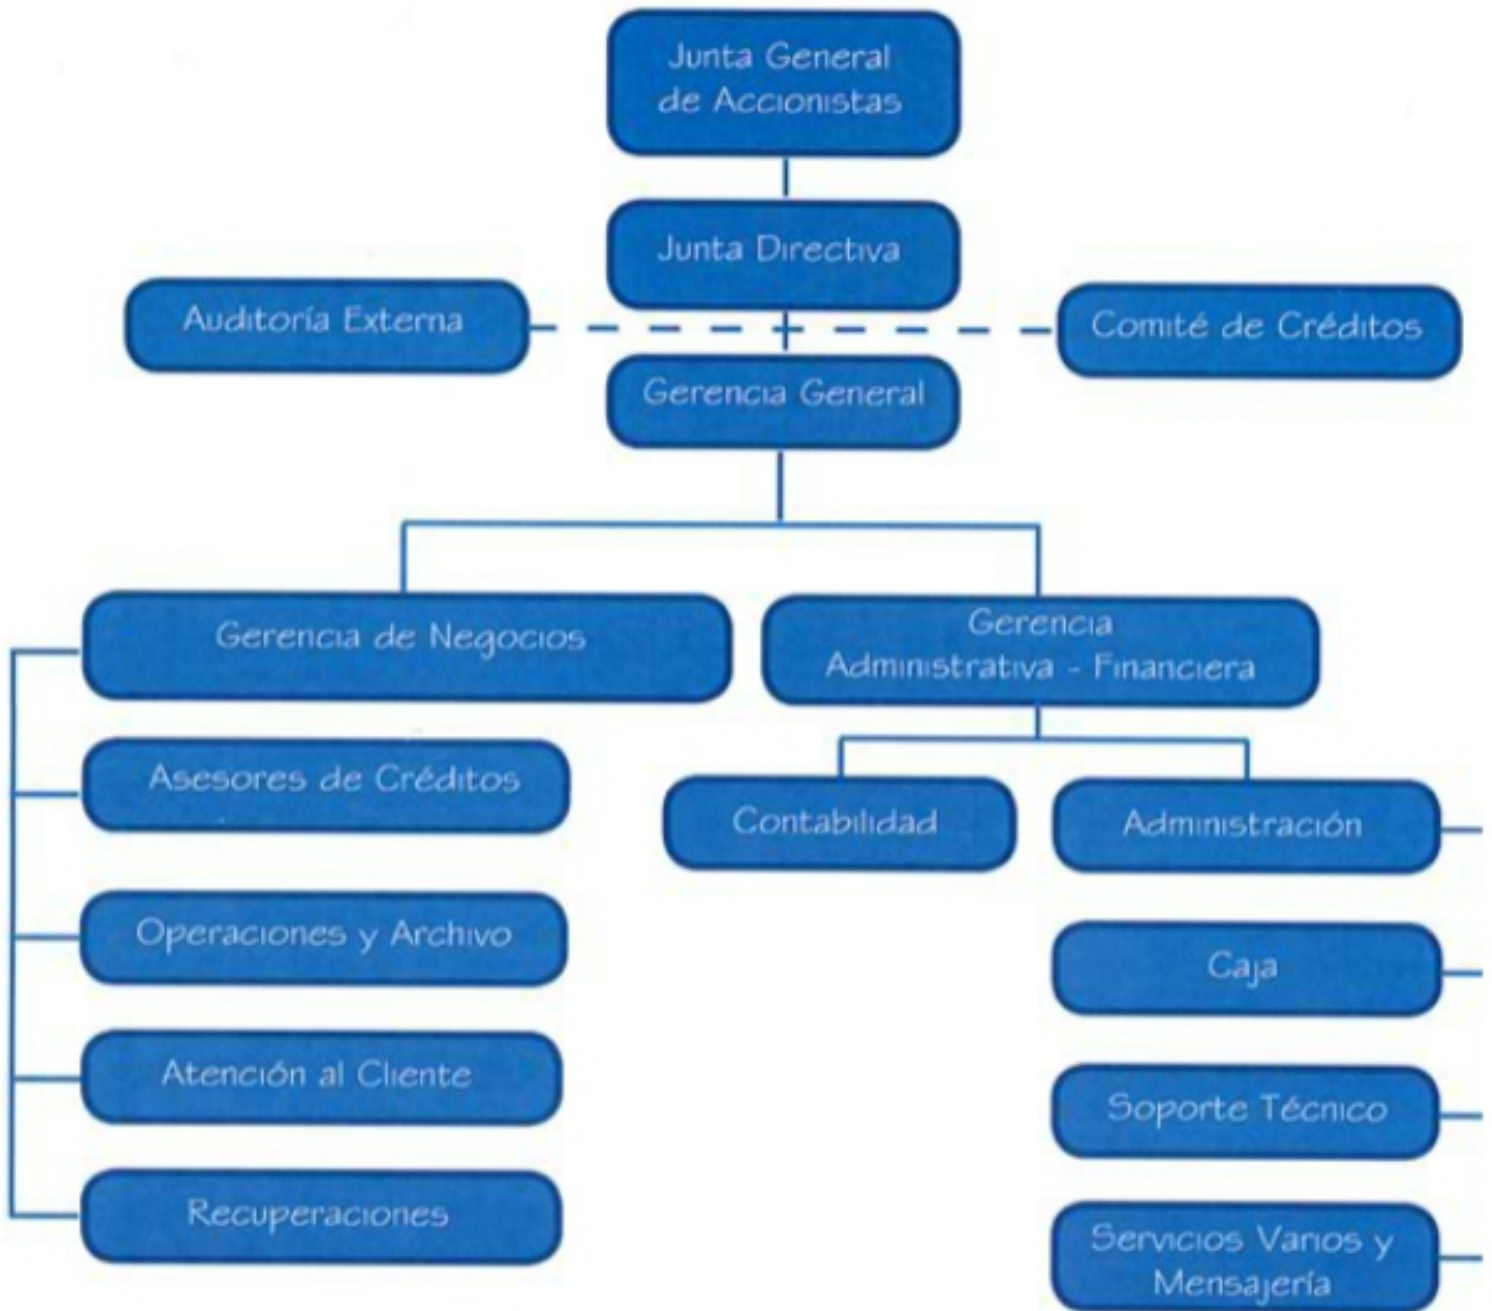 Junta General
de Accionistas
Junta Directiva
Auditoría Externa
Comité de Créditos
Gerencia General
Gerencia de Negocios
Gerencia
Administrativa - Financiera
Asesores de Créditos
Contabilidad
Administración
Operaciones y Archivo
Caja
Atención al Cliente
Soporte Técnico
Recuperaciones
Servicios Varios y
Mensajería